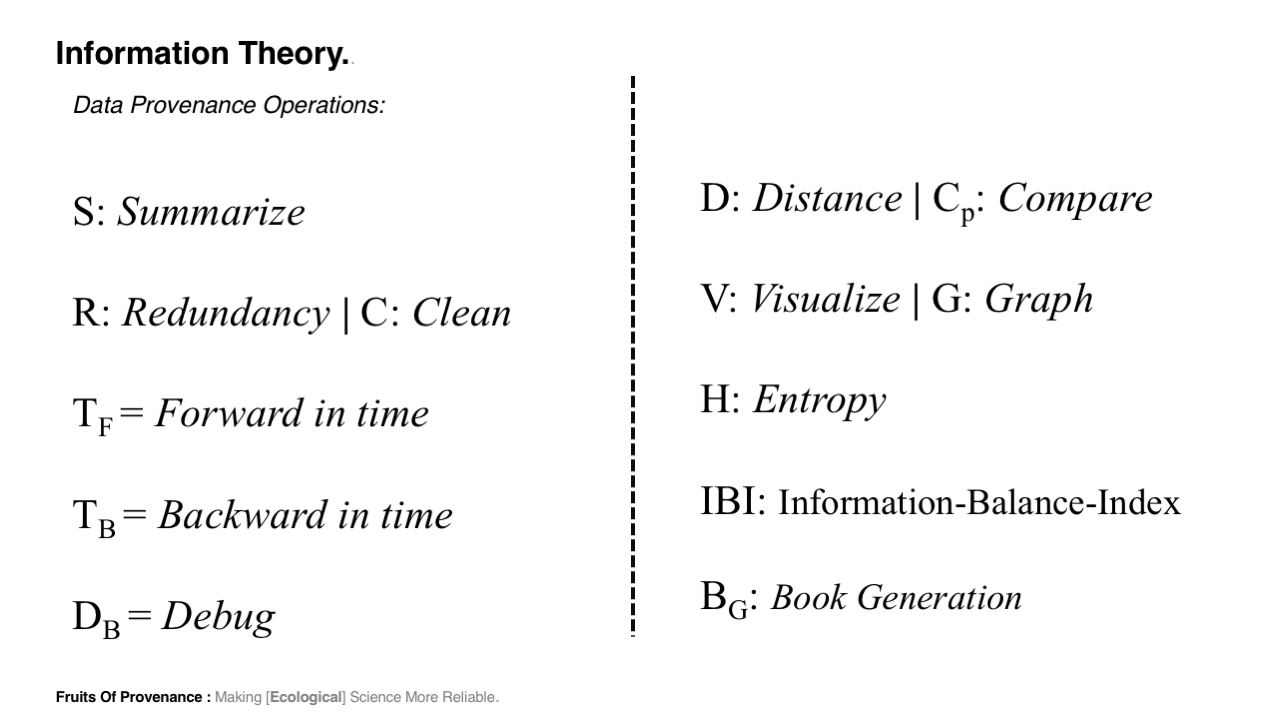 Information Theory..
Data Provenance Operations:
S: Summarize
R: Redundancy | C: Clean
T_F = Forward in time
T_B = Backward in time
D_B = Debug
D: Distance | C_p: Compare
V: Visualize | G: Graph
H: Entropy
IBI: Information-Balance-Index
B_G: Book Generation
Fruits Of Provenance : Making [Ecological] Science More Reliable.